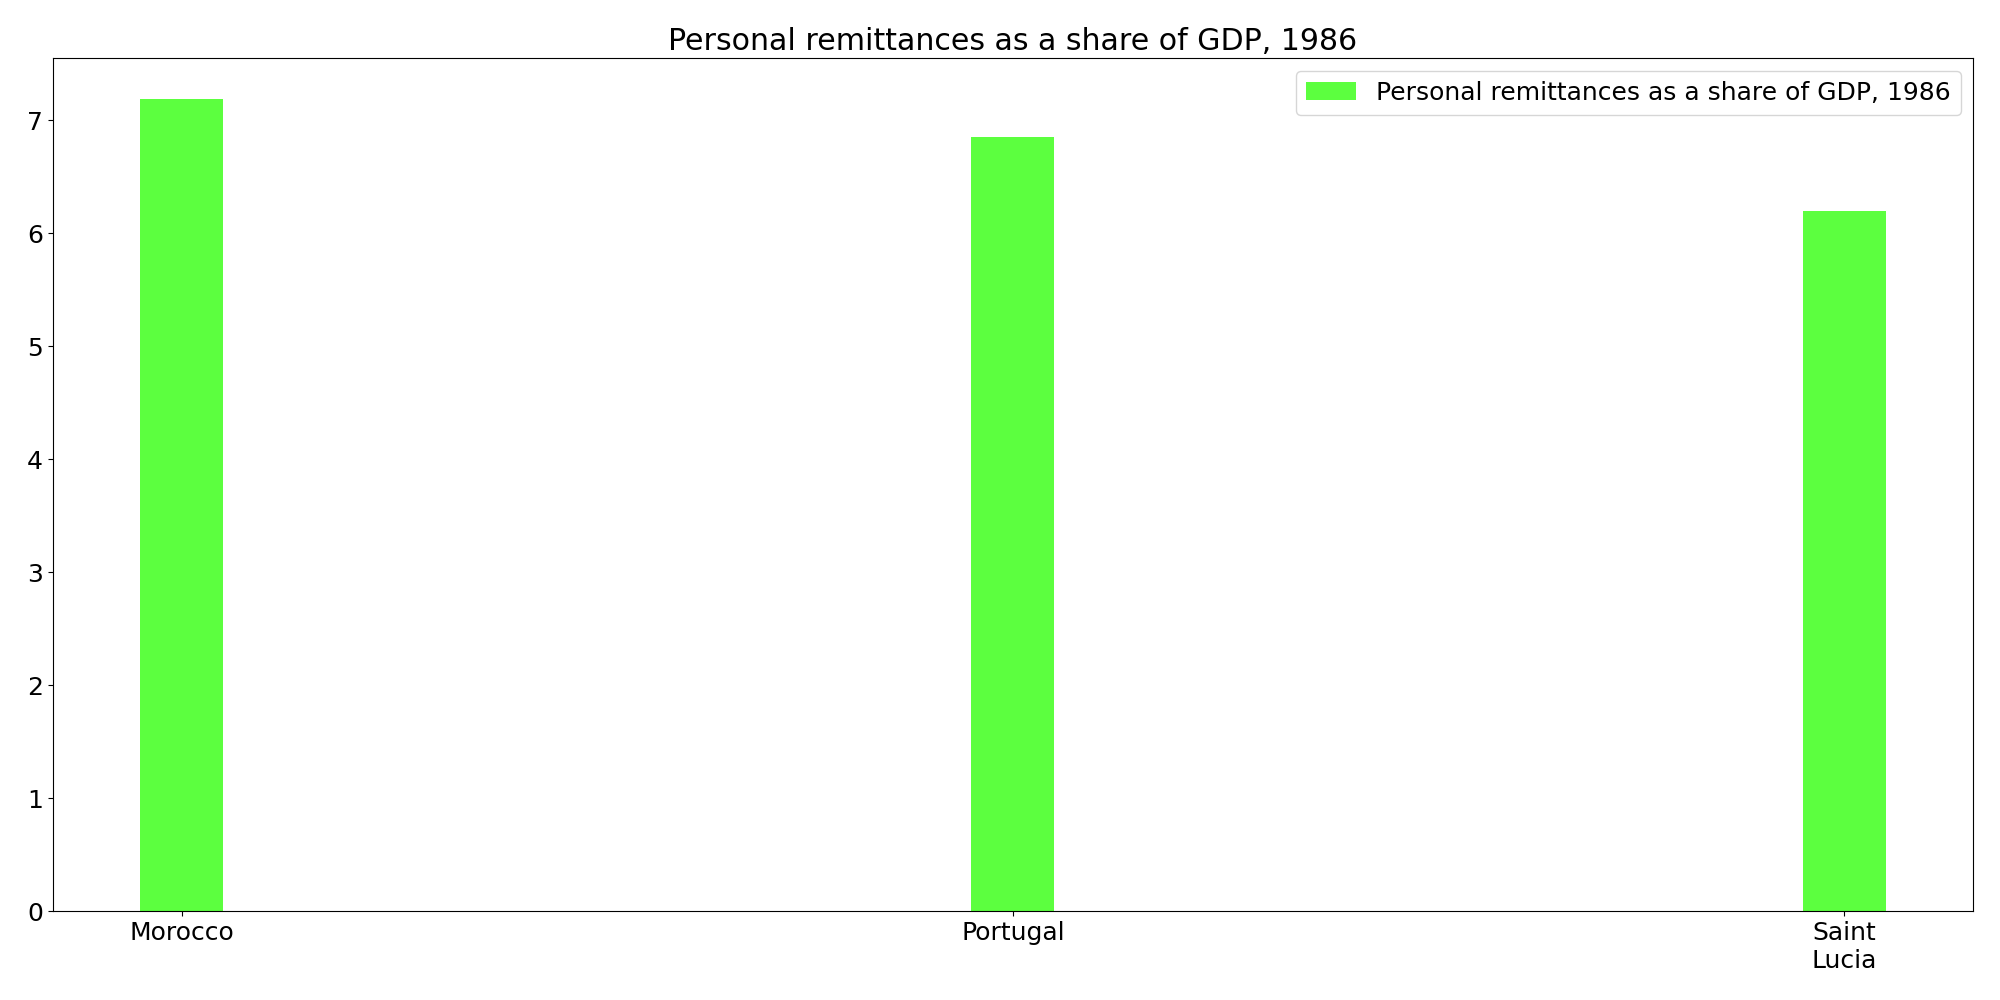 Personal remittances as a share of GDP, 1986
Personal remittances as a share of GDP, 1986
7
6
5
4
3
2
1
0
Morocco
Portugal
Saint
Lucia